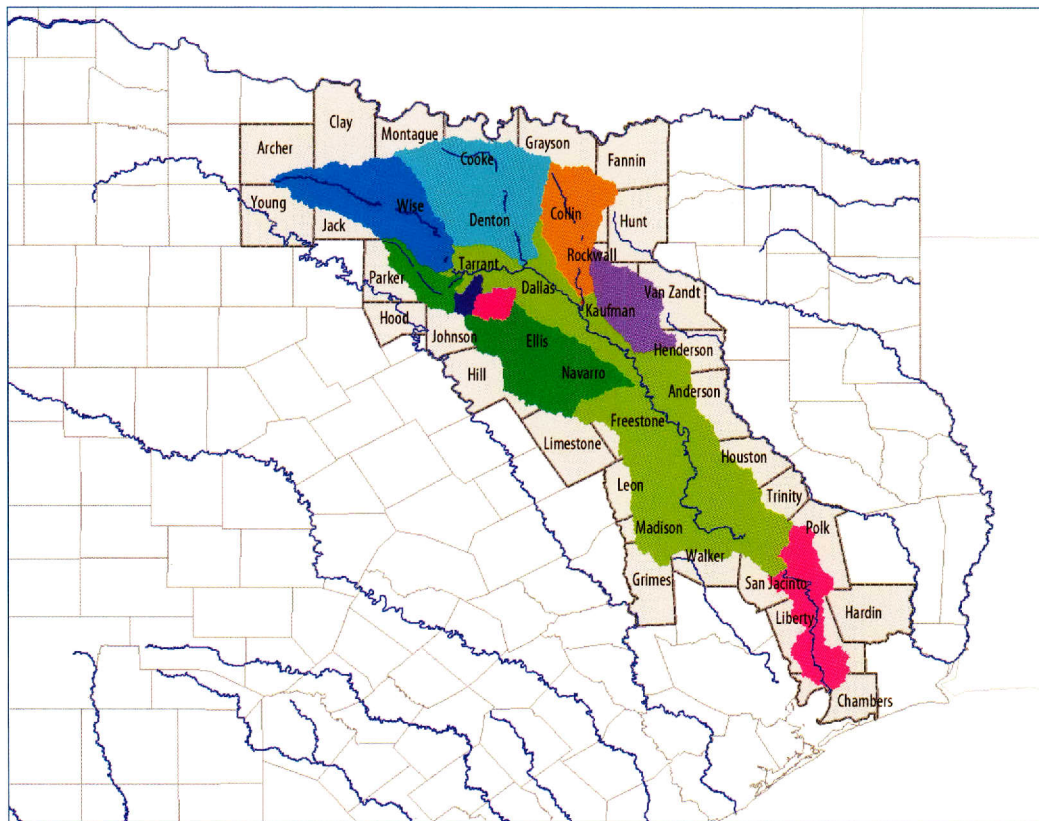 Clay
Montague
Grayson
Archer
Cooke
Fannin
Young
Wise
Jack
Denton
Collin
Hunt
Rockwall
Tarrant
Parker
Dallas
Van Zandt
Kaufman
Hood
Johnson
Ellis
Henderson
Hill
Navarro
Anderson
Freestone
Limestone
Houston
Leon
Trinity
Madison
Polk
Walker
Grimes
San Jacinto
Liberty
Hardin
Chambers